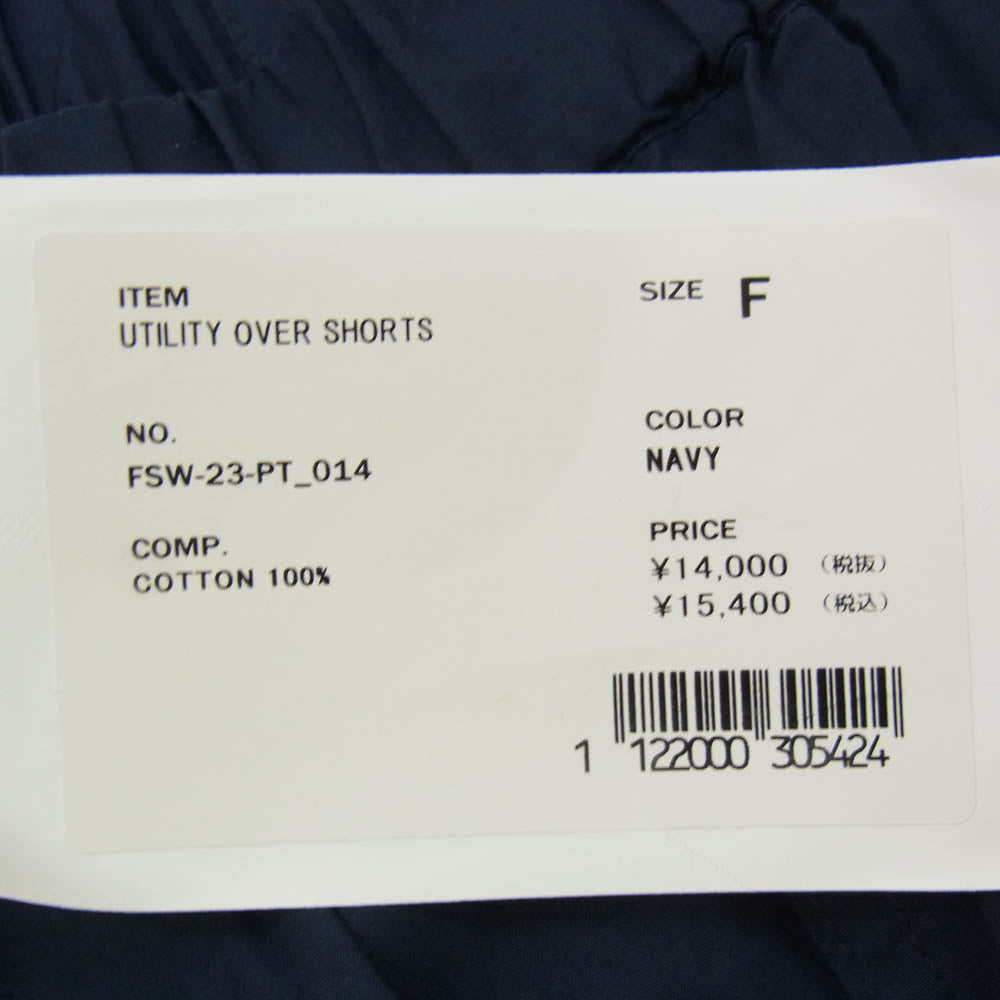 ITEM
UTILITY OVER SHORTS
SIZE F
NO.
FSW-23-PT_014
COLOR
NAVY
COMP.
COTTON 100%
PRICE
¥14,000 (税抜)
¥15,400 (税込)
1 122000 305424